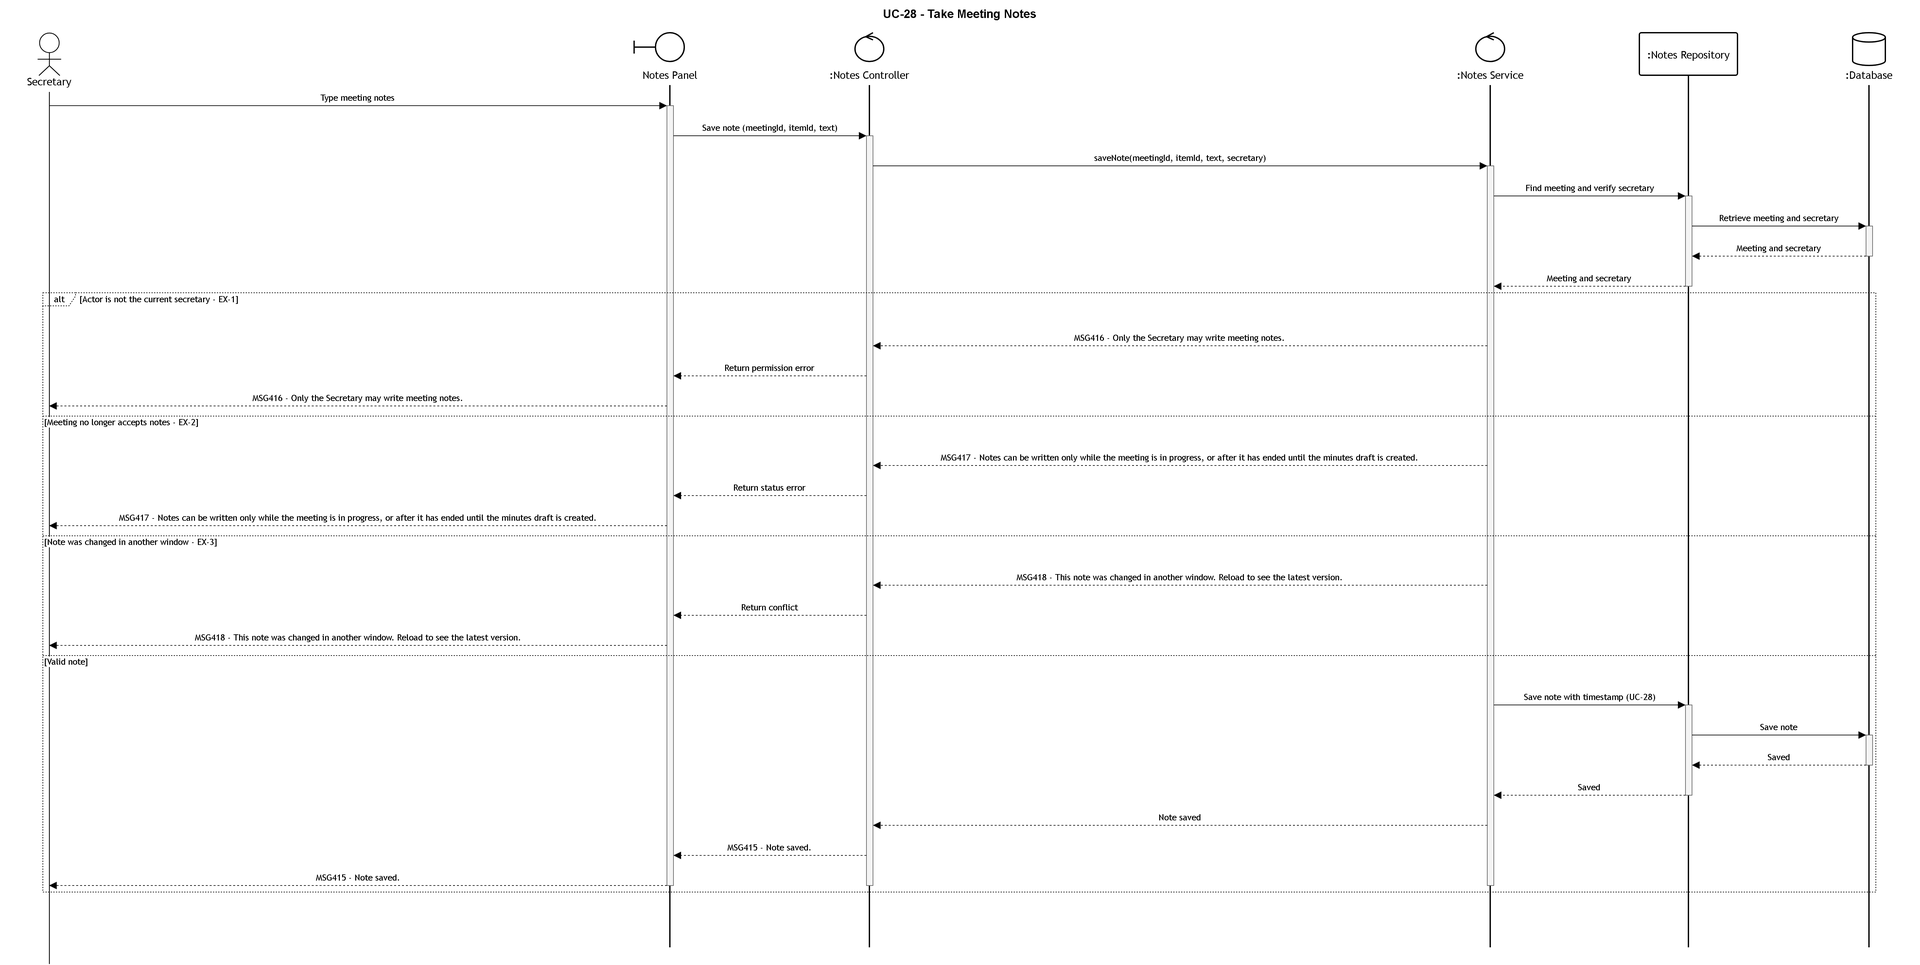 UC-28 - Take Meeting Notes
Secretary
Notes Panel
:Notes Controller
:Notes Service
:Notes Repository
:Database
Type meeting notes
Save note (meetingId, itemId, text)
saveNote(meetingId, itemId, text, secretary)
Find meeting and verify secretary
Retrieve meeting and secretary
Meeting and secretary
Meeting and secretary
alt [Actor is not the current secretary - EX-1]
MSG416 - Only the Secretary may write meeting notes.
Return permission error
MSG416 - Only the Secretary may write meeting notes.
[Meeting no longer accepts notes - EX-2]
MSG417 - Notes can be written only while the meeting is in progress, or after it has ended until the minutes draft is created.
Return status error
MSG417 - Notes can be written only while the meeting is in progress, or after it has ended until the minutes draft is created.
[Note was changed in another window - EX-3]
MSG418 - This note was changed in another window. Reload to see the latest version.
Return conflict
MSG418 - This note was changed in another window. Reload to see the latest version.
[Valid note]
Save note with timestamp (UC-28)
Save note
Saved
Saved
Note saved
MSG415 - Note saved.
MSG415 - Note saved.